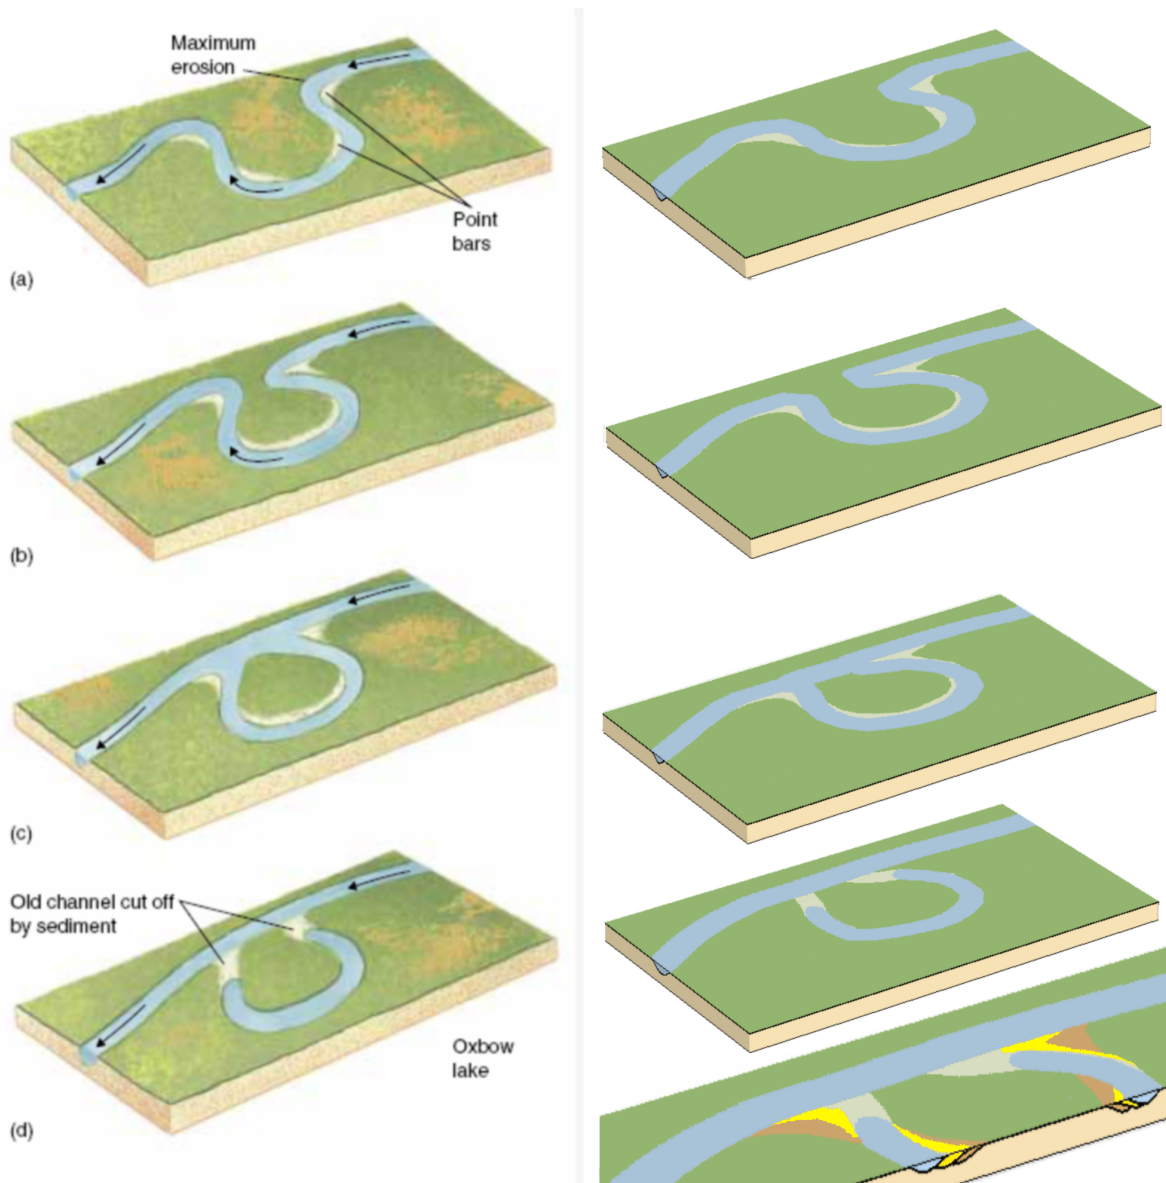 Maximum
erosion
Point
bars
(a)
(b)
(c)
Old channel cut off
by sediment
Oxbow
lake
(d)